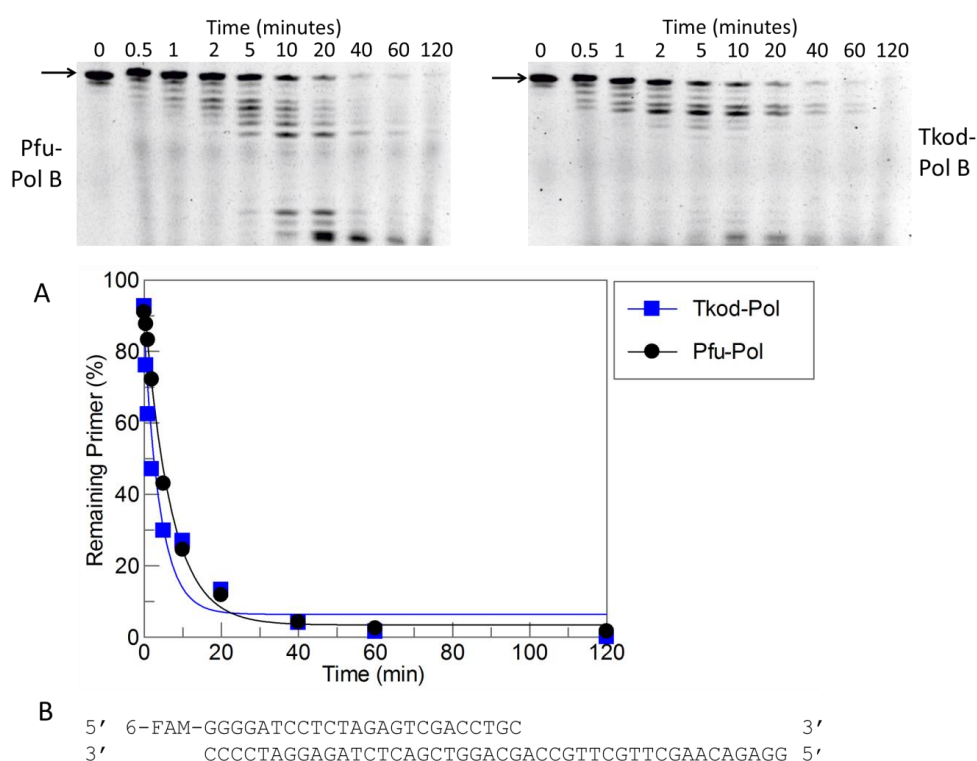 Time (minutes)
0 0.5 1 2 5 10 20 40 60 120
Pfu-
Pol B
Time (minutes)
0 0.5 1 2 5 10 20 40 60 120
Tkod-
Pol B
A
100
80
60
40
20
0
Remaining Primer (%)
0 20 40 60 80 100 120
Time (min)
Tkod-Pol
Pfu-Pol
B
5′ 6-FAM-GGGGATCCTCTAGAGTCGACCTGC 3′
3′ CCCCTAGGAGATCTCAGCTGGACGACCGTTCGTTCGAACAGAGG 5′